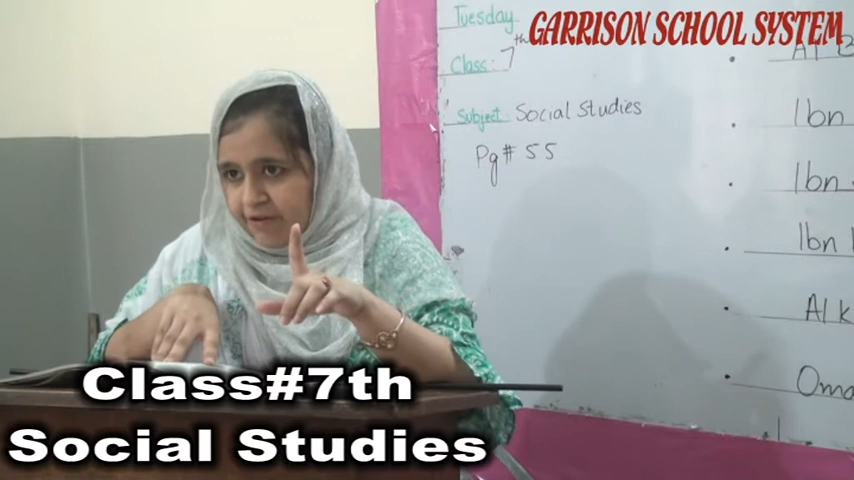 GARRISON SCHOOL SYSTEM
Tuesday
Class: 7th
Subject: Social Studies
Pg# 55
Al
Ibn
Ibn
Ibn
Al k
Oma
Class#7th
Social Studies